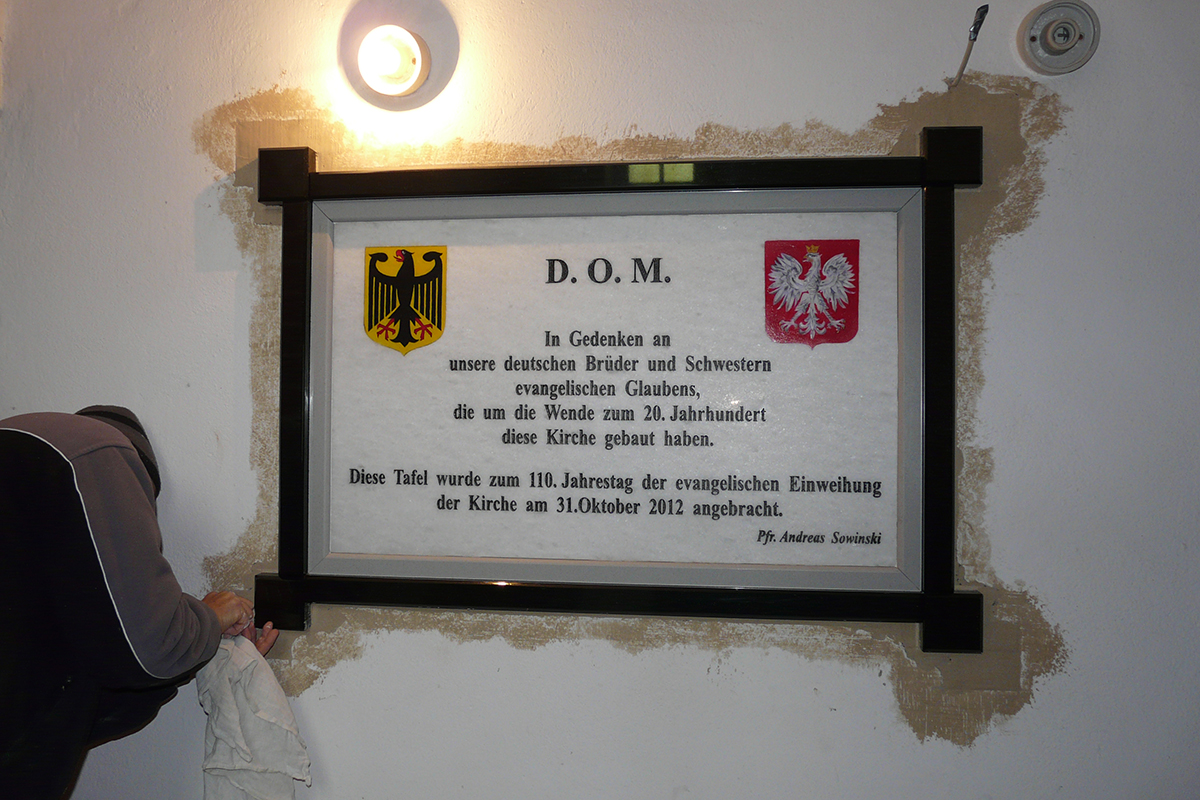 D. O. M.
In Gedenken an
unsere deutschen Brüder und Schwestern
evangelischen Glaubens,
die um die Wende zum 20. Jahrhundert
diese Kirche gebaut haben.
Diese Tafel wurde zum 110. Jahrestag der evangelischen Einweihung
der Kirche am 31.Oktober 2012 angebracht.
Pfr. Andreas Sowinski